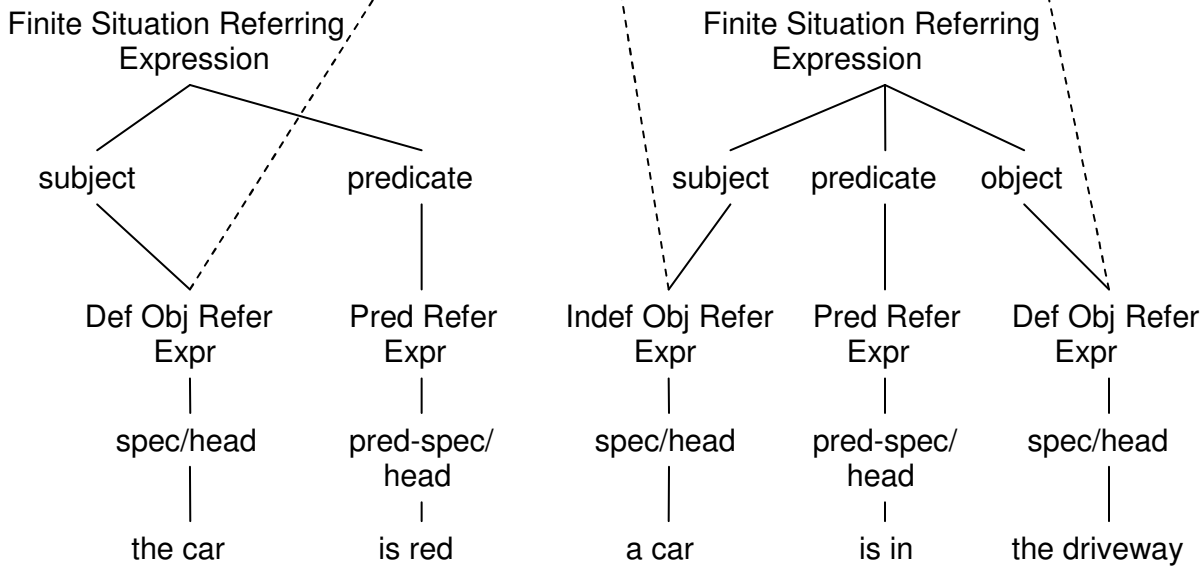 Finite Situation Referring Expression
Finite Situation Referring Expression
subject predicate subject predicate object
Def Obj Refer Expr
Pred Refer Expr
Indef Obj Refer Expr
Pred Refer Expr
Def Obj Refer Expr
spec/head
pred-spec/ head
spec/head
pred-spec/ head
spec/head
the car is red a car is in the driveway